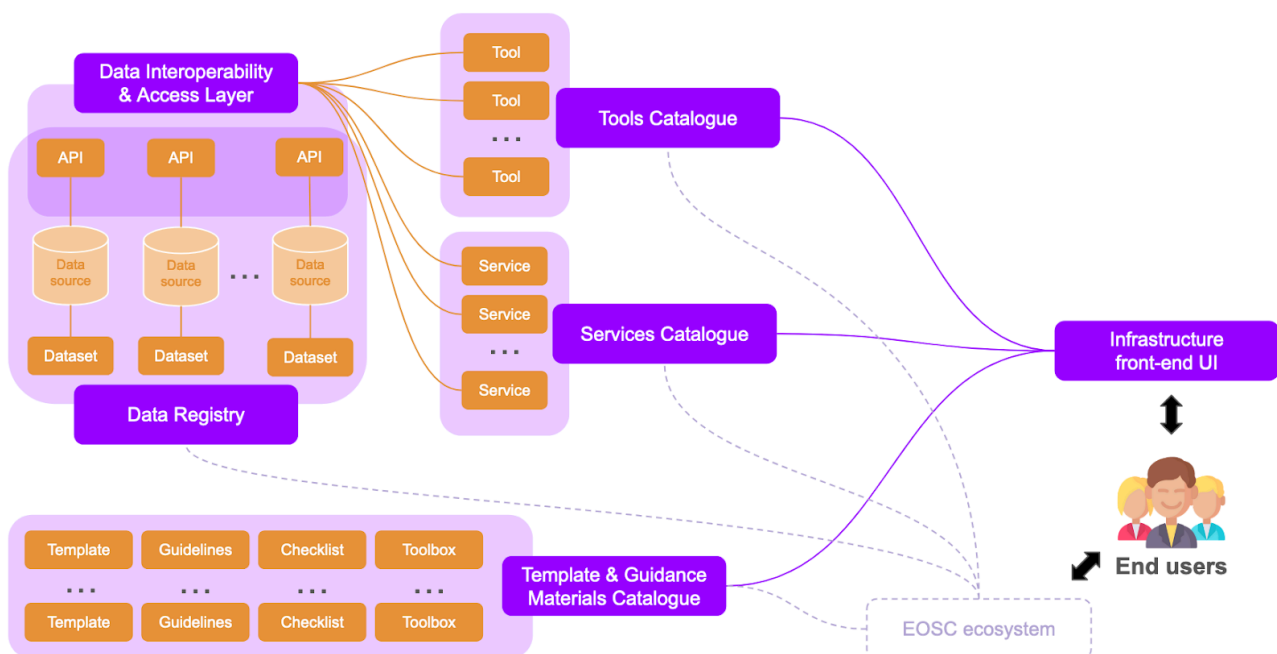 Data Interoperability
& Access Layer
API
API
API
Data
source
Data
source
...
Data
source
Dataset
Dataset
Dataset
Data Registry
Tool
Tool
...
Tool
Tools Catalogue
Service
Service
...
Service
Services Catalogue
Template
Guidelines
Checklist
Toolbox
...
...
...
...
Template
Guidelines
Checklist
Toolbox
Template & Guidance
Materials Catalogue
Infrastructure
front-end UI
End users
EOSC ecosystem